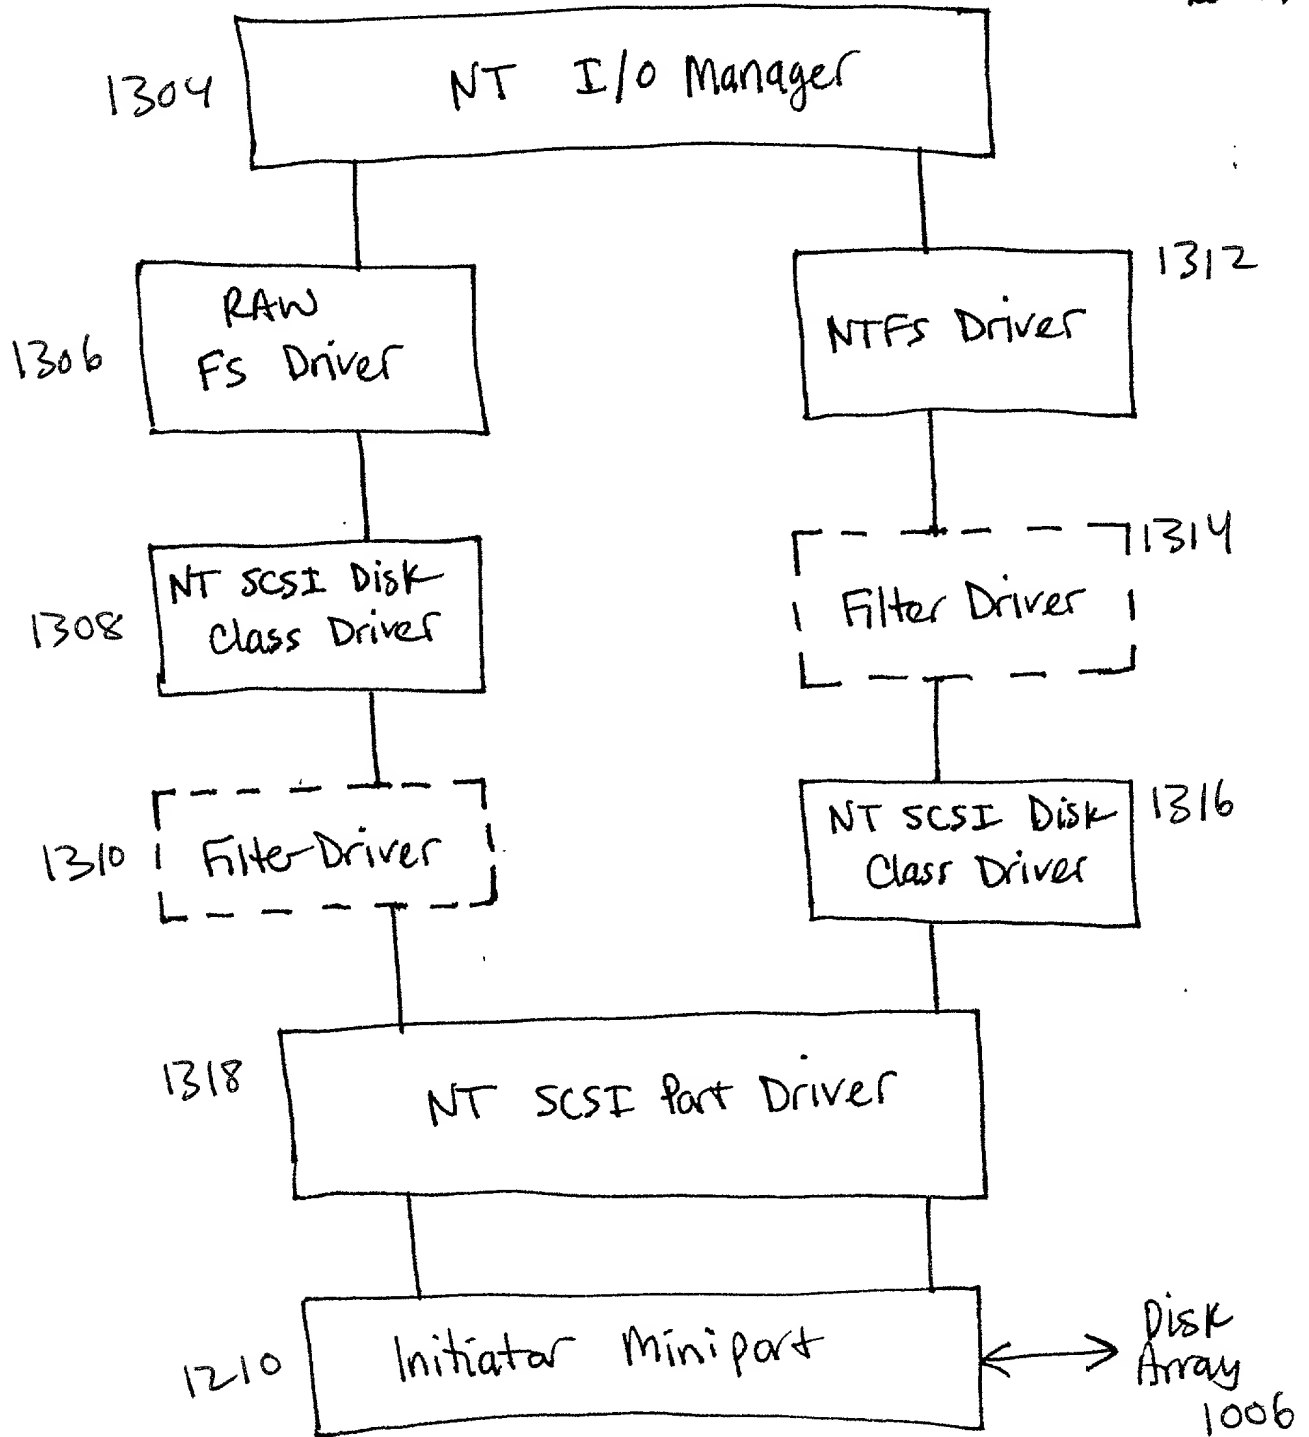 1304
NT I/O Manager
1306
RAW
FS Driver
1312
NTFS Driver
1308
NT SCSI Disk
Class Driver
1314
Filter Driver
1310
Filter Driver
1316
NT SCSI Disk
Class Driver
1318
NT SCSI Port Driver
1210
Initiator Miniport
Disk
Array
1006